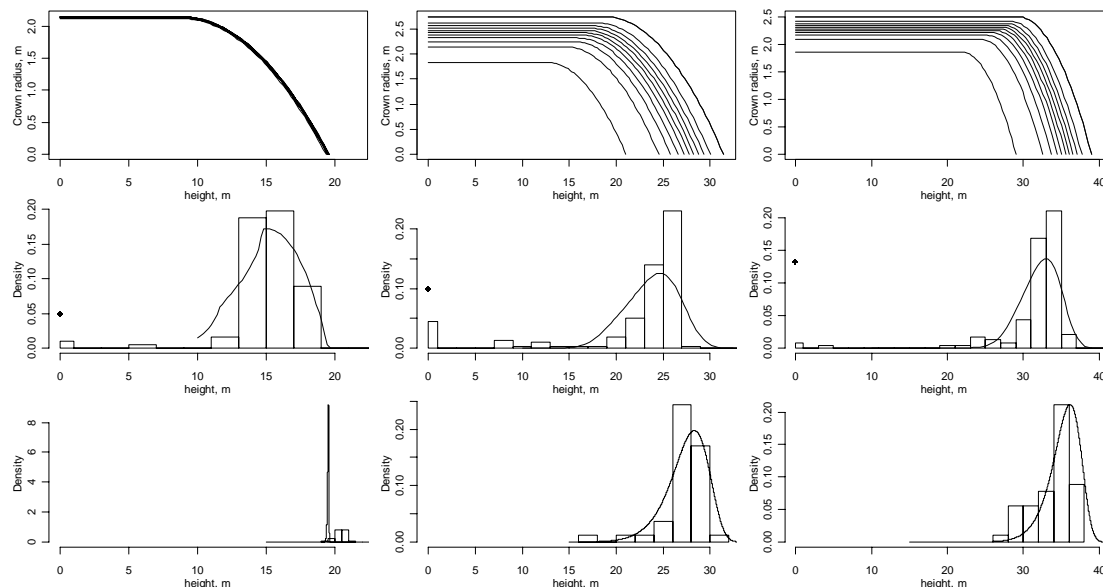 Crown radius, m
0.0 0.5 1.0 1.5 2.0
0 5 10 15 20
height, m
Crown radius, m
0.0 0.5 1.0 1.5 2.0 2.5
0 5 10 15 20 25 30
height, m
Crown radius, m
0.0 0.5 1.0 1.5 2.0 2.5
0 10 20 30 40
height, m
Density
0.00 0.05 0.10 0.15 0.20
0 5 10 15 20
height, m
Density
0.00 0.10 0.20
0 5 10 15 20 25 30
height, m
Density
0.00 0.05 0.10 0.15 0.20
0 10 20 30 40
height, m
Density
0 2 4 6 8
0 5 10 15 20
height, m
Density
0.00 0.10 0.20
0 5 10 15 20 25 30
height, m
Density
0.00 0.05 0.10 0.15 0.20
0 10 20 30 40
height, m